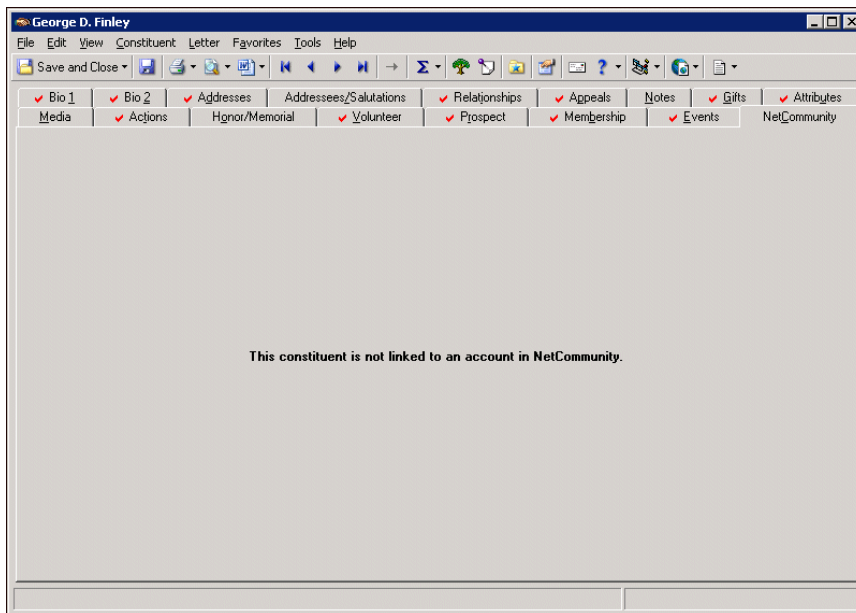 George D. Finley
File Edit View Constituent Letter Favorites Tools Help
Save and Close
Bio 1 Bio 2 Addresses Addressees/Salutations Relationships Appeals Notes Gifts Attributes
Media Actions Honor/Memorial Volunteer Prospect Membership Events NetCommunity
This constituent is not linked to an account in NetCommunity.